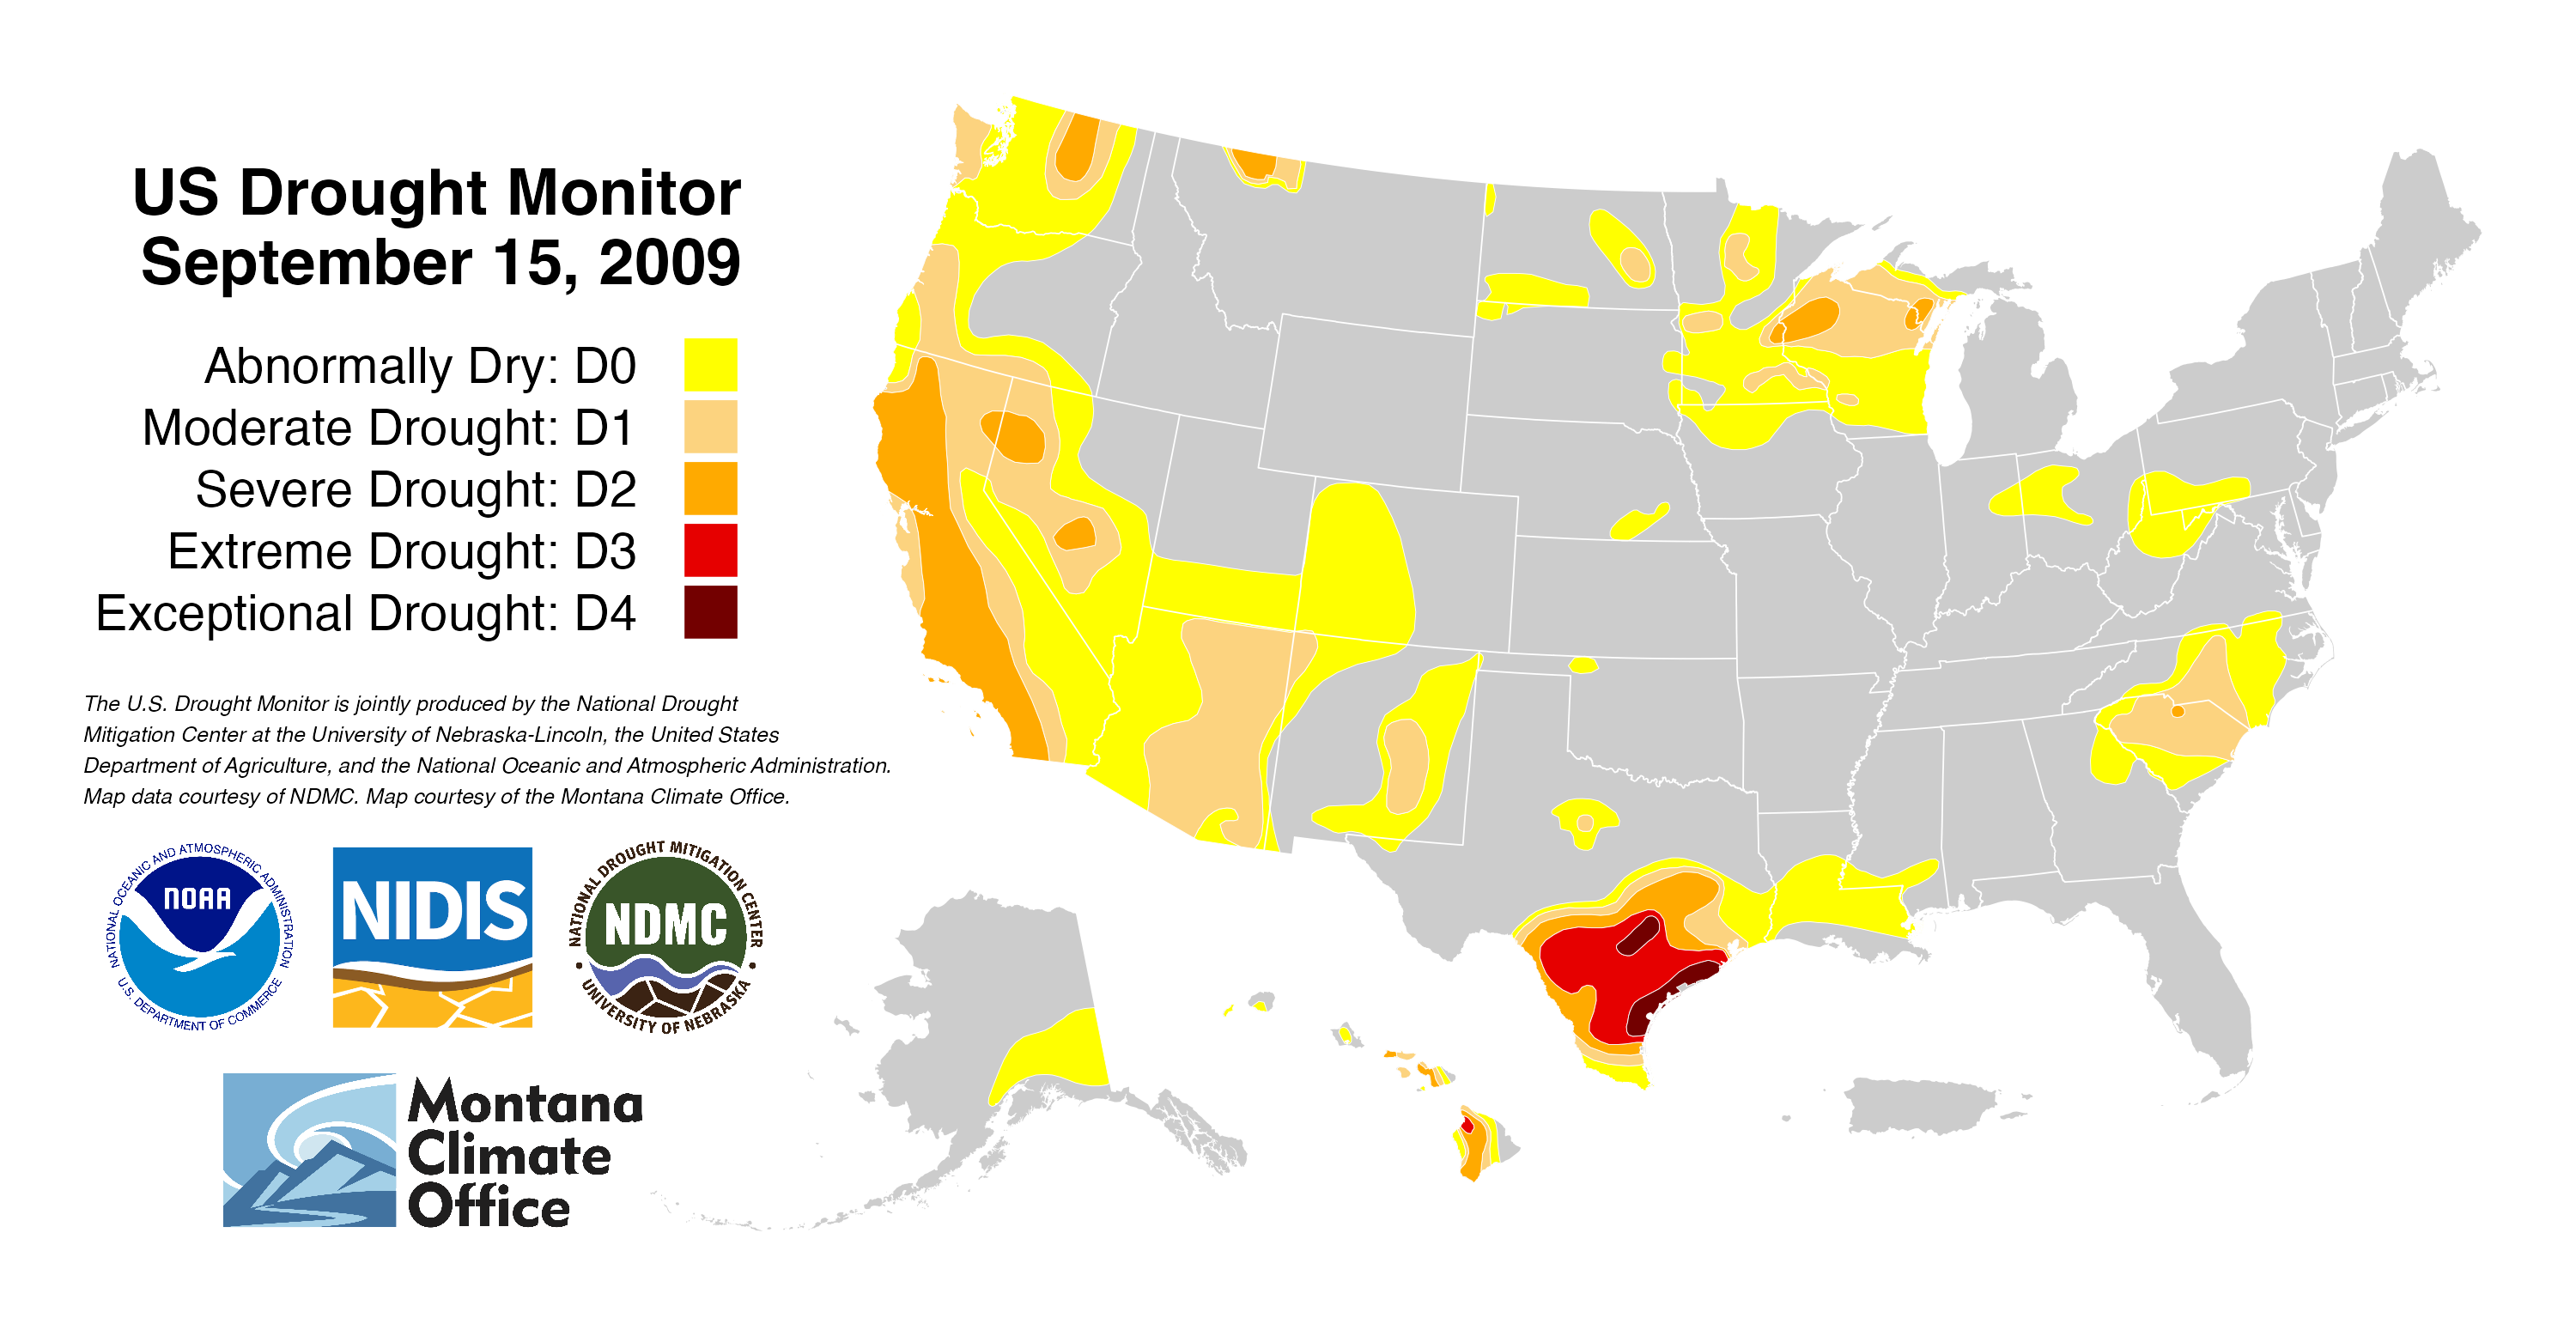 US Drought Monitor
September 15, 2009
Abnormally Dry: D0
Moderate Drought: D1
Severe Drought: D2
Extreme Drought: D3
Exceptional Drought: D4
The U.S. Drought Monitor is jointly produced by the National Drought
Mitigation Center at the University of Nebraska-Lincoln, the United States
Department of Agriculture, and the National Oceanic and Atmospheric Administration.
Map data courtesy of NDMC. Map courtesy of the Montana Climate Office.
NATIONAL OCEANIC AND ATMOSPHERIC ADMINISTRATION
NOAA
U.S. DEPARTMENT OF COMMERCE
NIDIS
NATIONAL DROUGHT MITIGATION CENTER
NDMC
UNIVERSITY OF NEBRASKA
Montana
Climate
Office